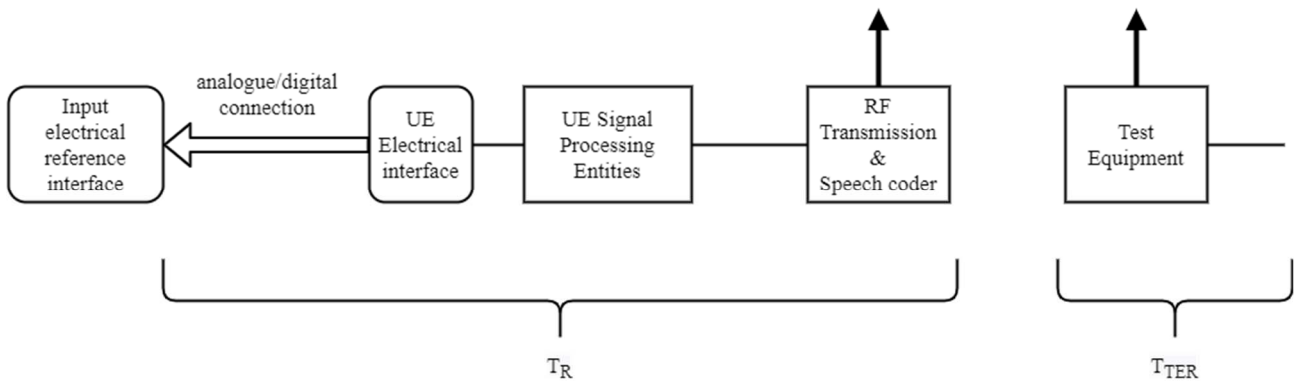 analogue/digital
connection
Input
electrical
reference
interface
UE
Electrical
interface
UE Signal
Processing
Entities
RF
Transmission
&
Speech coder
Test
Equipment
TR
TTER